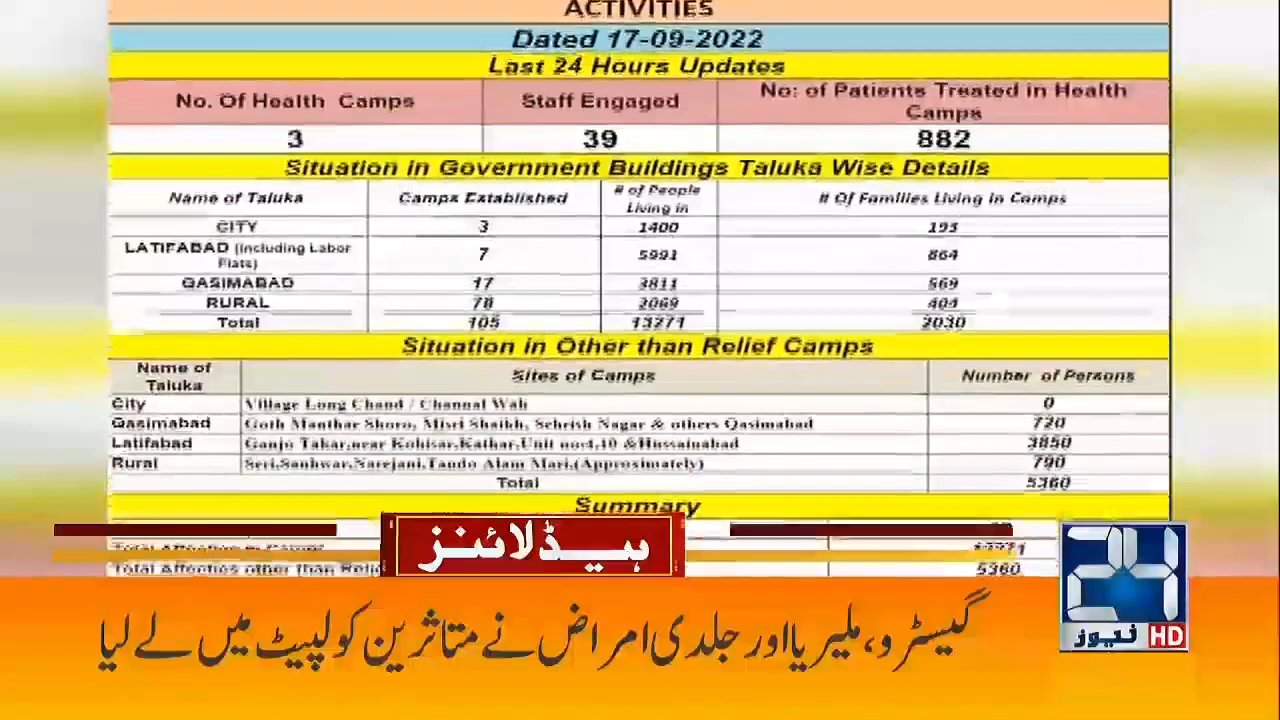 ACTIVITIES
Dated 17-09-2022
Last 24 Hours Updates
No. Of Health Camps Staff Engaged No: of Patients Treated in Health Camps
3 39 882
Situation in Government Buildings Taluka Wise Details
Name of Taluka Camps Established # of People Living in # Of Families Living in Camps
CITY 3 1400 193
LATIFABAD (including Labor Flats) 7 5991 864
QASIMABAD 17 3811 569
RURAL 78 2069 404
Total 105 13271 2030
Situation in Other than Relief Camps
Name of Taluka Sites of Camps Number of Persons
City Village Long Chand / Channal Wah 0
Qasimabad Goth Manthar Shoro, Misri Shaikh, Sehrish Nagar & others Qasimabad 720
Latifabad Ganjo Takar,near Kohisar,Kathar,Unit no:4,10 &Hussainabad 3850
Rural Seri,Sanhwar,Narejani,Tando Alam Mari,(Approximately) 790
Total 5360
Summary
13271
Total Affecties other than Relie 5360
ہیڈلائنز
24
نیوز HD
گیسٹرو، ملیریا اور جلدی امراض نے متاثرین کو لپیٹ میں لے لیا